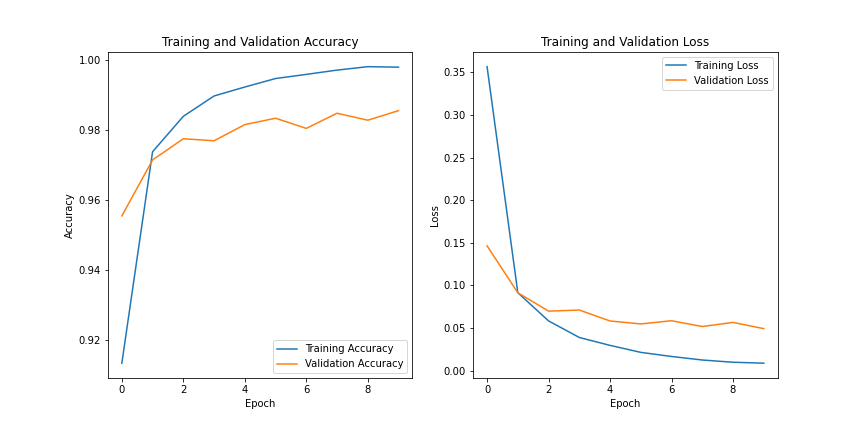 Training and Validation Accuracy
1.00
0.98
0.96
0.94
0.92
Accuracy
0
2
4
6
8
Epoch
Training Accuracy
Validation Accuracy
Training and Validation Loss
0.35
0.30
0.25
0.20
0.15
0.10
0.05
0.00
Loss
0
2
4
6
8
Epoch
Training Loss
Validation Loss